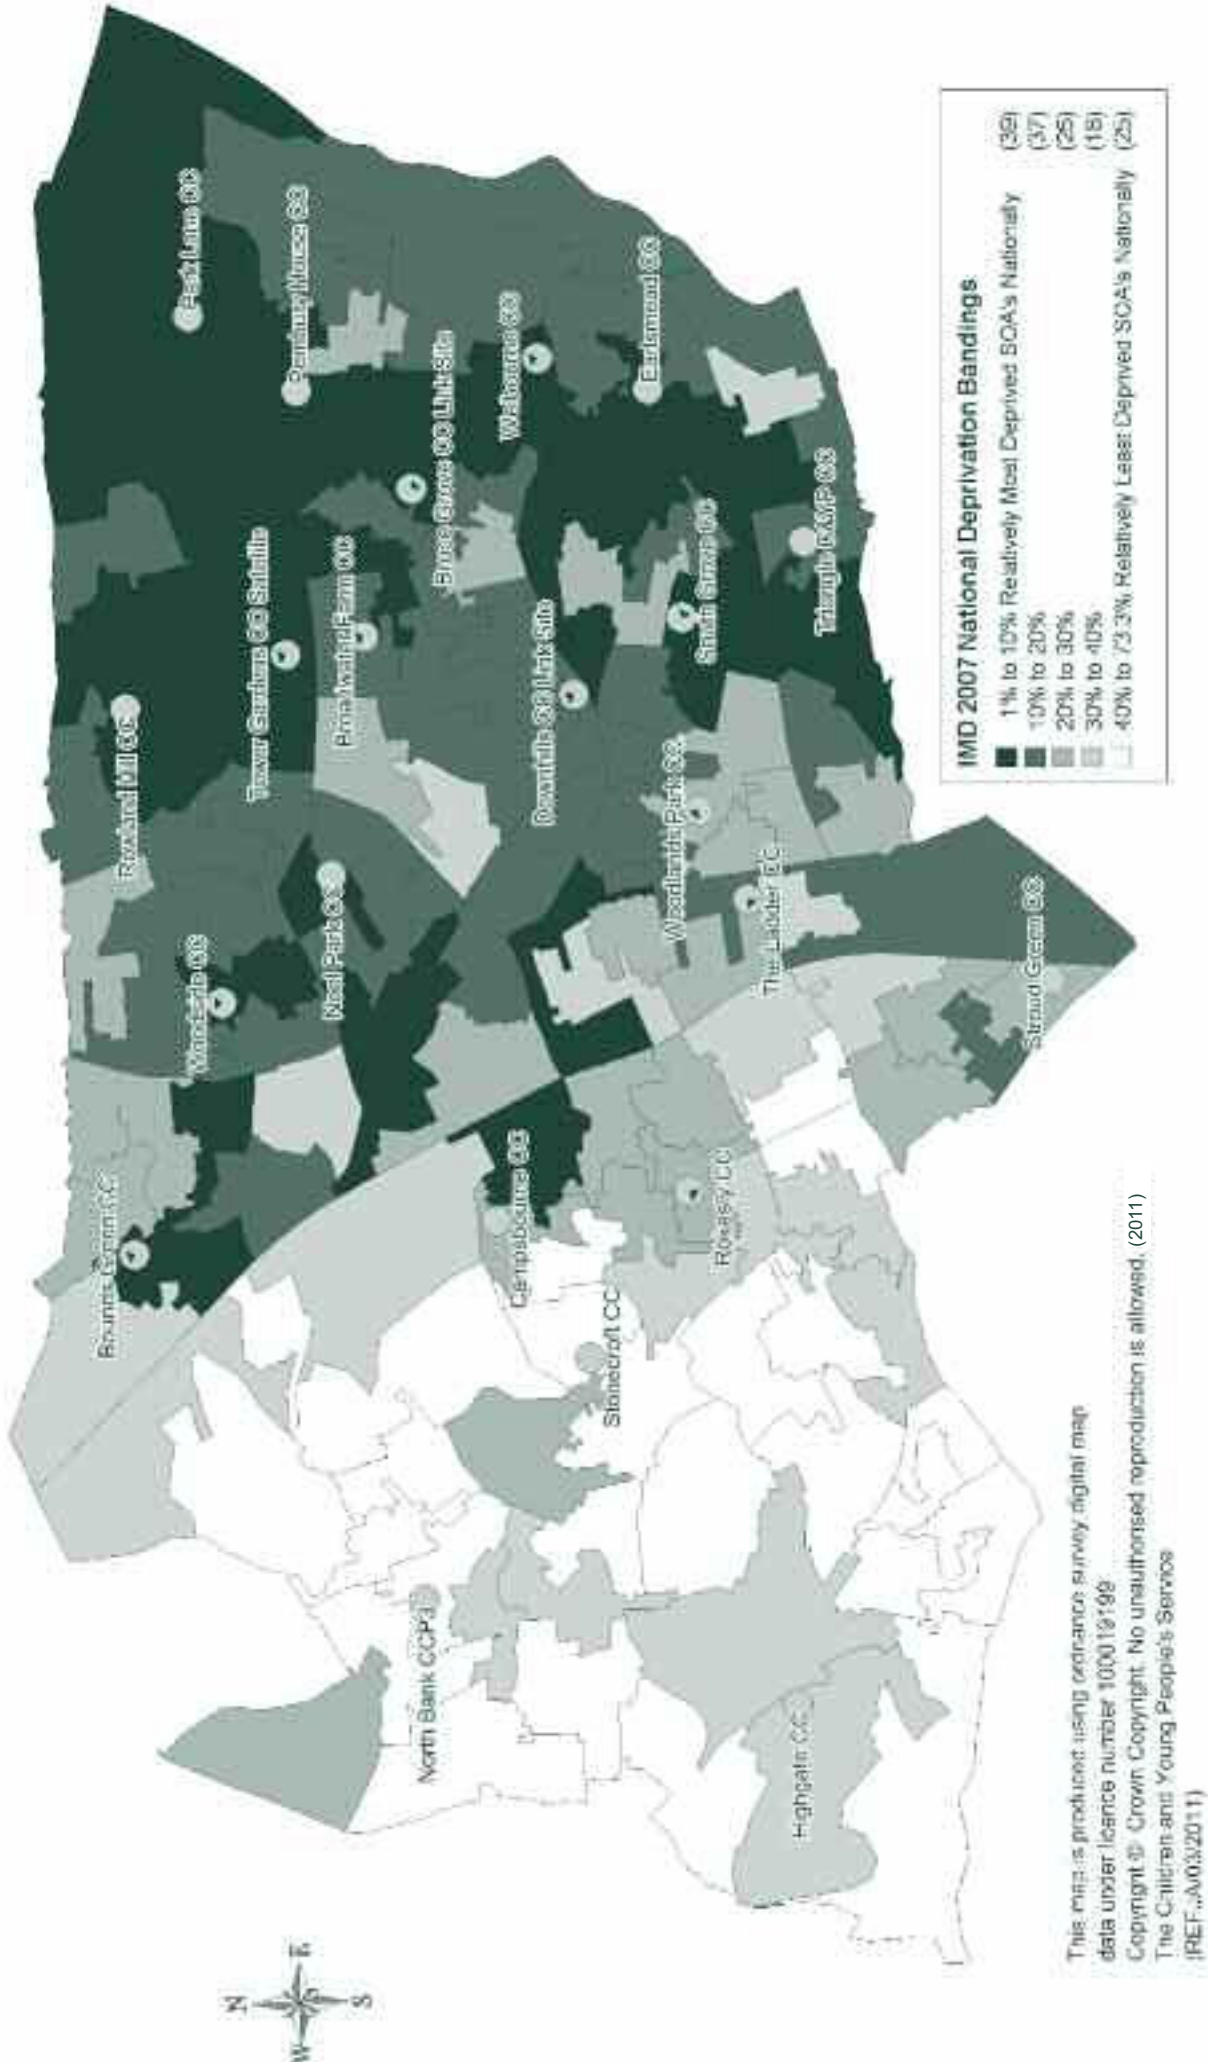 Park Lane CC
Pembury House CC
Rowland Hill CC
Tower Gardens CC Satellite
Broadwater Farm CC
Bruce Grove CC Link Site
Welbourne CC
Earlsmead CC
Woodside CC
Noel Park CC
Downhills CC Link Site
South Grove CC
Triangle CC
Bounds Green CC
Woodlands Park CC
The Ladder CC
Campsbourne CC
Stroud Green CC
Rokesly CC
Stonecroft CC
North Bank CCP3
Highgate CC
N
W
E
S
IMD 2007 National Deprivation Bandings
1% to 10% Relatively Most Deprived SOA's Nationally (39)
10% to 20% (37)
20% to 30% (25)
30% to 40% (18)
40% to 73.3% Relatively Least Deprived SOA's Nationally (25)
This map is produced using ordnance survey digital map
data under licence number 100019199
Copyright © Crown Copyright. No unauthorised reproduction is allowed. (2011)
The Children and Young People's Service
(REF.:A/03/2011)